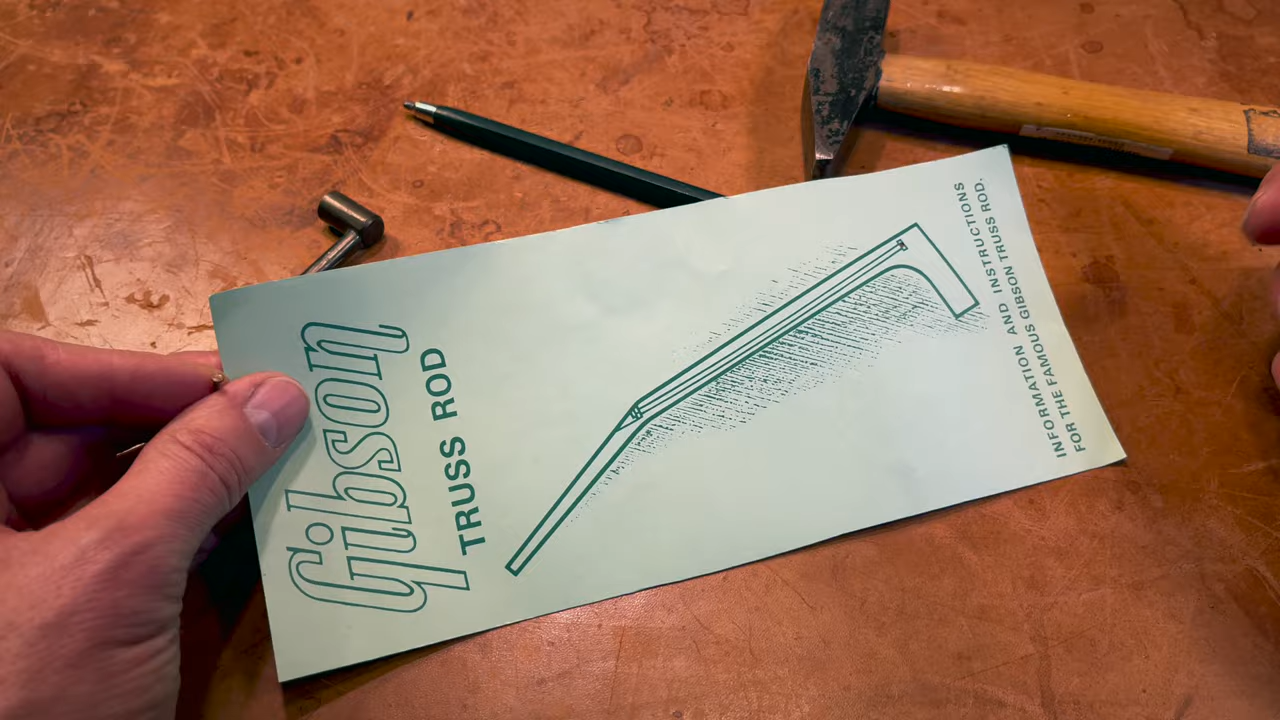 Gibson
TRUSS ROD
INFORMATION AND INSTRUCTIONS
FOR THE FAMOUS GIBSON TRUSS ROD.